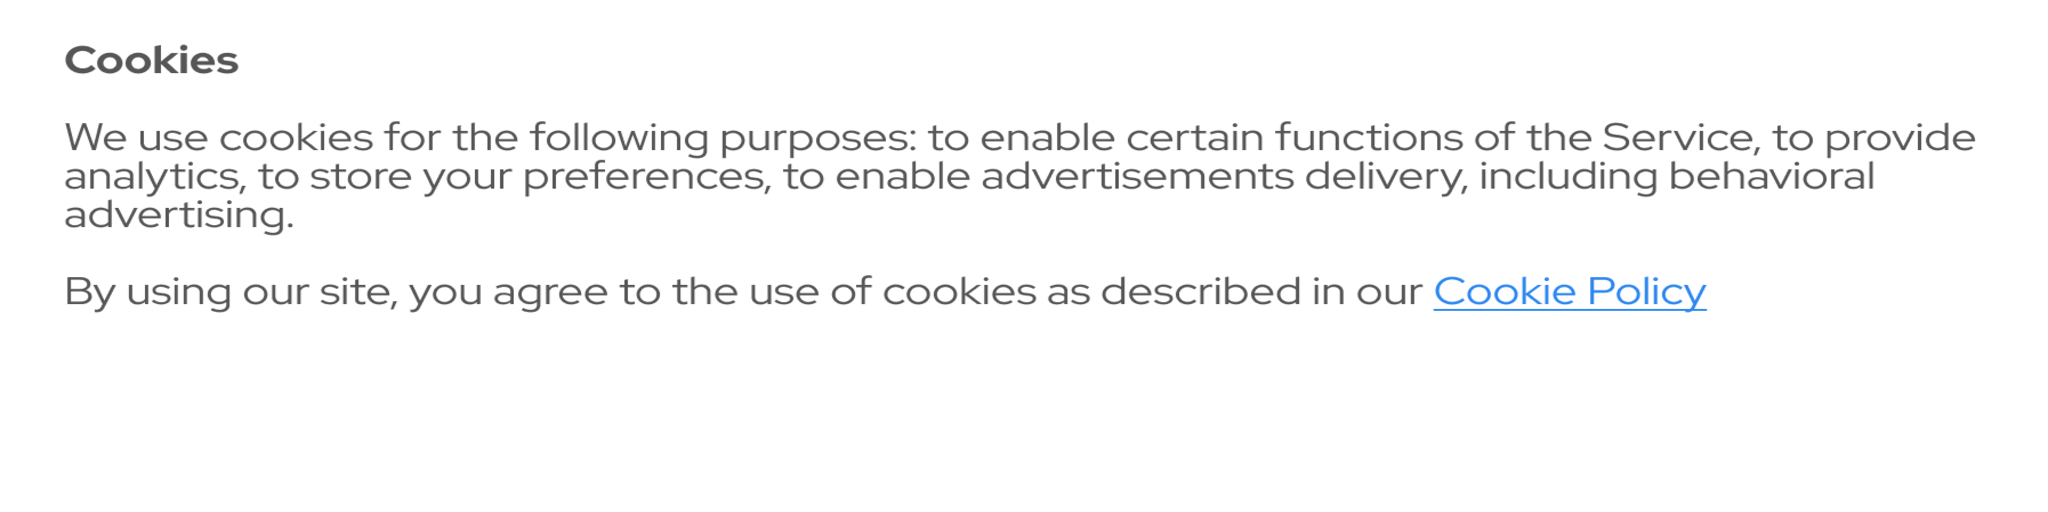 Cookies
We use cookies for the following purposes: to enable certain functions of the Service, to provide
analytics, to store your preferences, to enable advertisements delivery, including behavioral
advertising.
By using our site, you agree to the use of cookies as described in our Cookie Policy